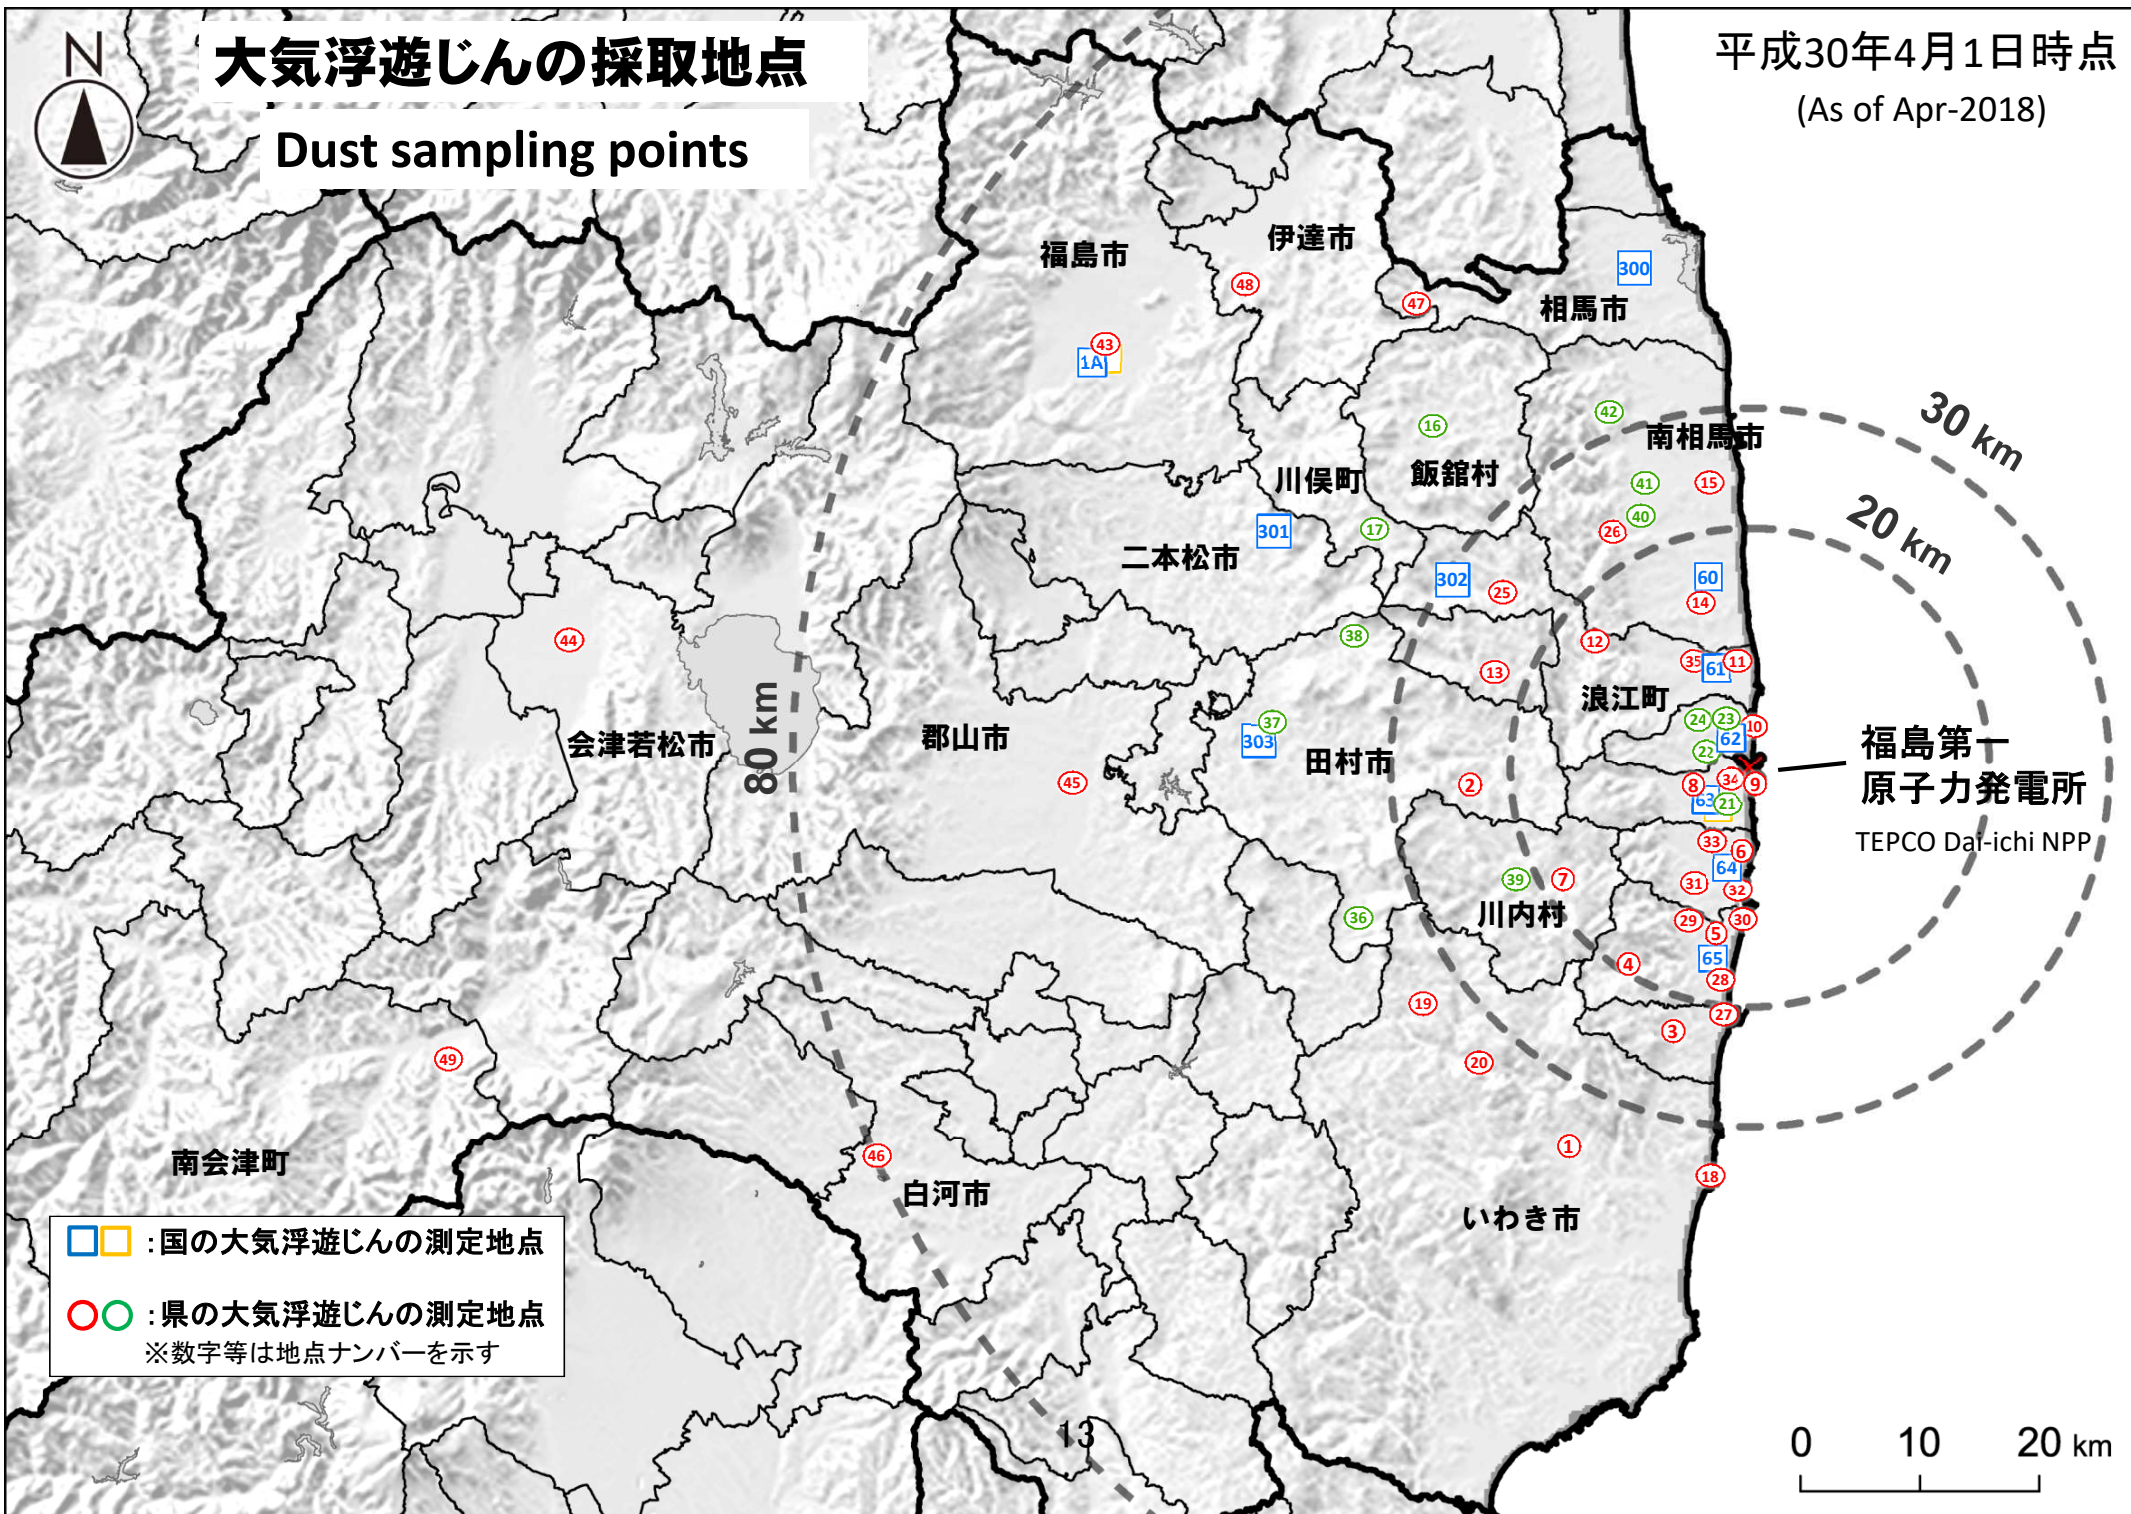 N
大気浮遊じんの採取地点
Dust sampling points
平成30年4月1日時点
(As of Apr-2018)
福島市
伊達市
300
相馬市
48
47
43
1A
42
30 km
南相馬市
16
川俣町
飯舘村
41
15
20 km
40
26
301
17
二本松市
302
60
25
14
44
38
12
35
61
11
13
浪江町
80 km
24
23
10
37
62
303
会津若松市
郡山市
田村市
22
福島第一
原子力発電所
TEPCO Dai-ichi NPP
45
2
8
34
9
63
21
33
6
64
39
7
31
32
川内村
36
29
30
5
65
4
28
19
27
3
49
20
1
46
南会津町
18
白河市
いわき市
:国の大気浮遊じんの測定地点
:県の大気浮遊じんの測定地点
※数字等は地点ナンバーを示す
13
0 10 20 km